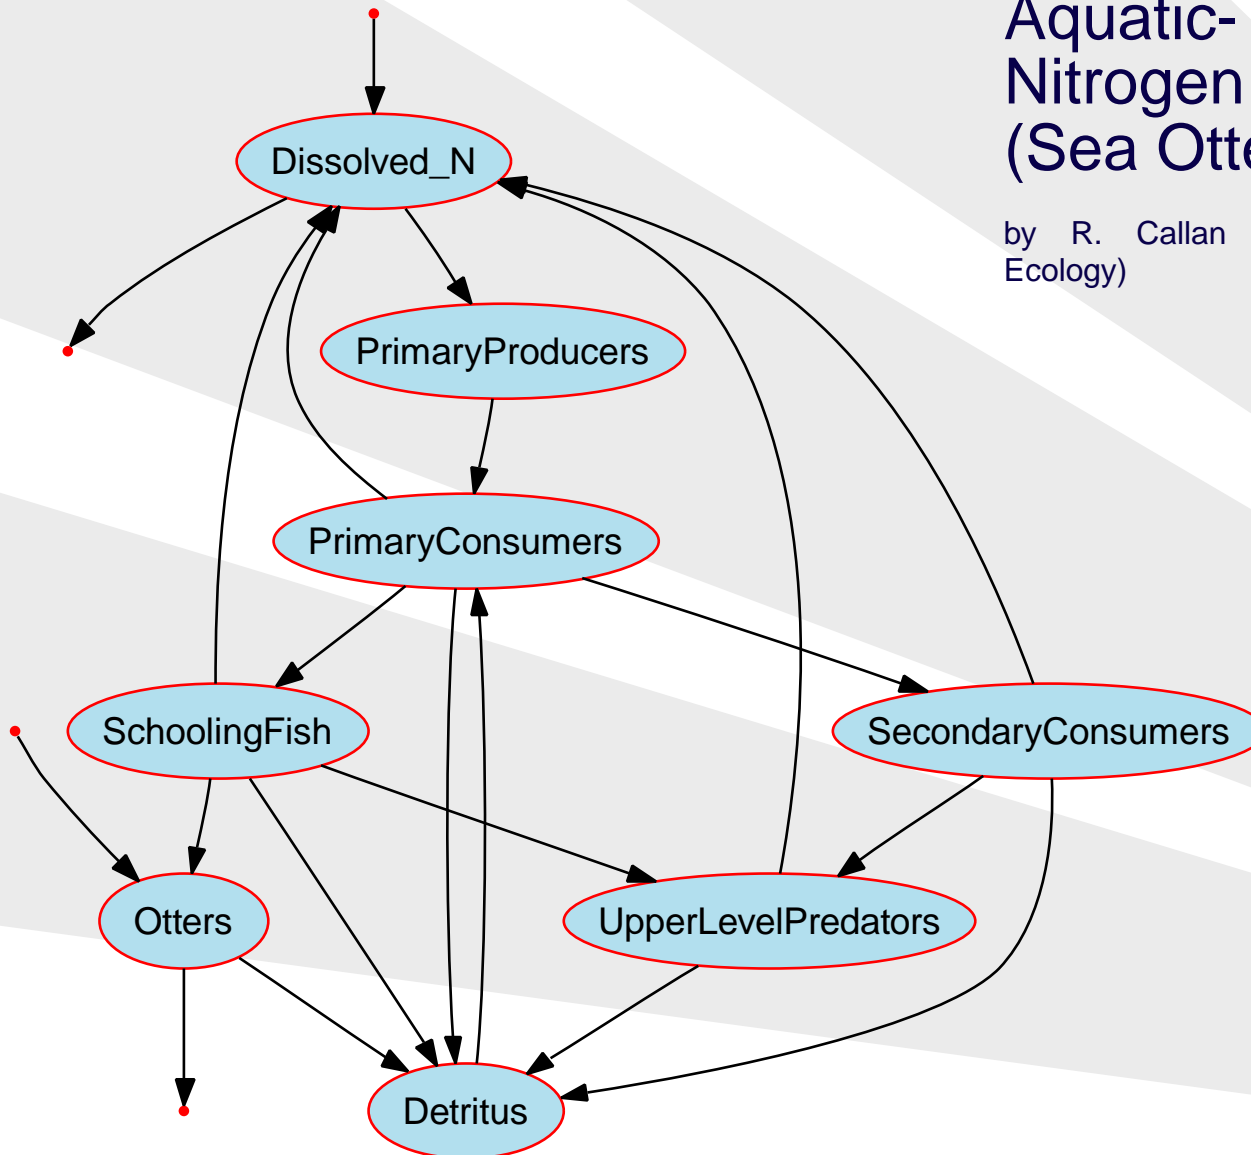 Aquatic-
Nitrogen
(Sea Otte
by R. Callan
Ecology)
Dissolved_N
PrimaryProducers
PrimaryConsumers
SchoolingFish
SecondaryConsumers
Otters
UpperLevelPredators
Detritus